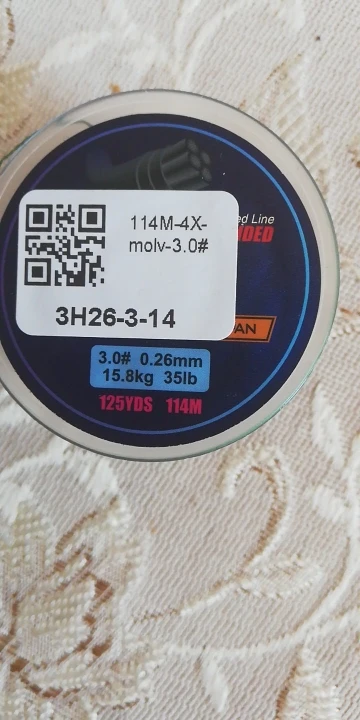 114M-4X-
molv-3.0#
3H26-3-14
ed Line
DED
AN
3.0# 0.26mm
15.8kg 35lb
125YDS 114M